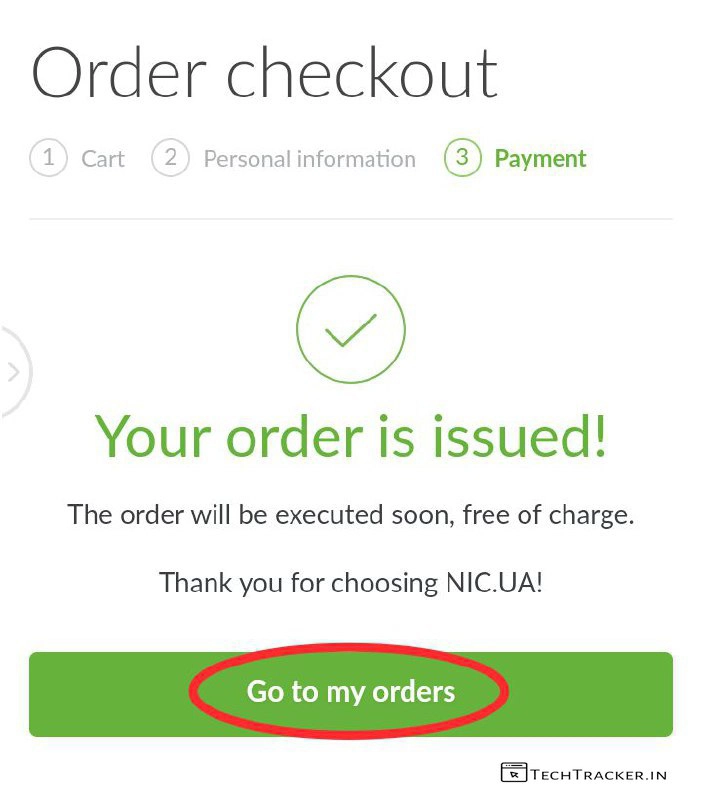 Order checkout
1 Cart 2 Personal information 3 Payment
Your order is issued!
The order will be executed soon, free of charge.
Thank you for choosing NIC.UA!
Go to my orders
TECHTRACKER.IN